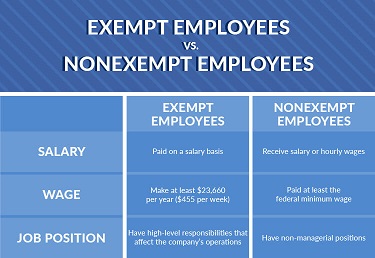 EXEMPT EMPLOYEES
VS.
NONEXEMPT EMPLOYEES
EXEMPT
EMPLOYEES
NONEXEMPT
EMPLOYEES
SALARY
Paid on a salary basis
Receive salary or hourly wages
WAGE
Make at least $23,660
per year ($455 per week)
Paid at least the
federal minimum wage
JOB POSITION
Have high-level responsibilities that
affect the company's operations
Have non-managerial positions